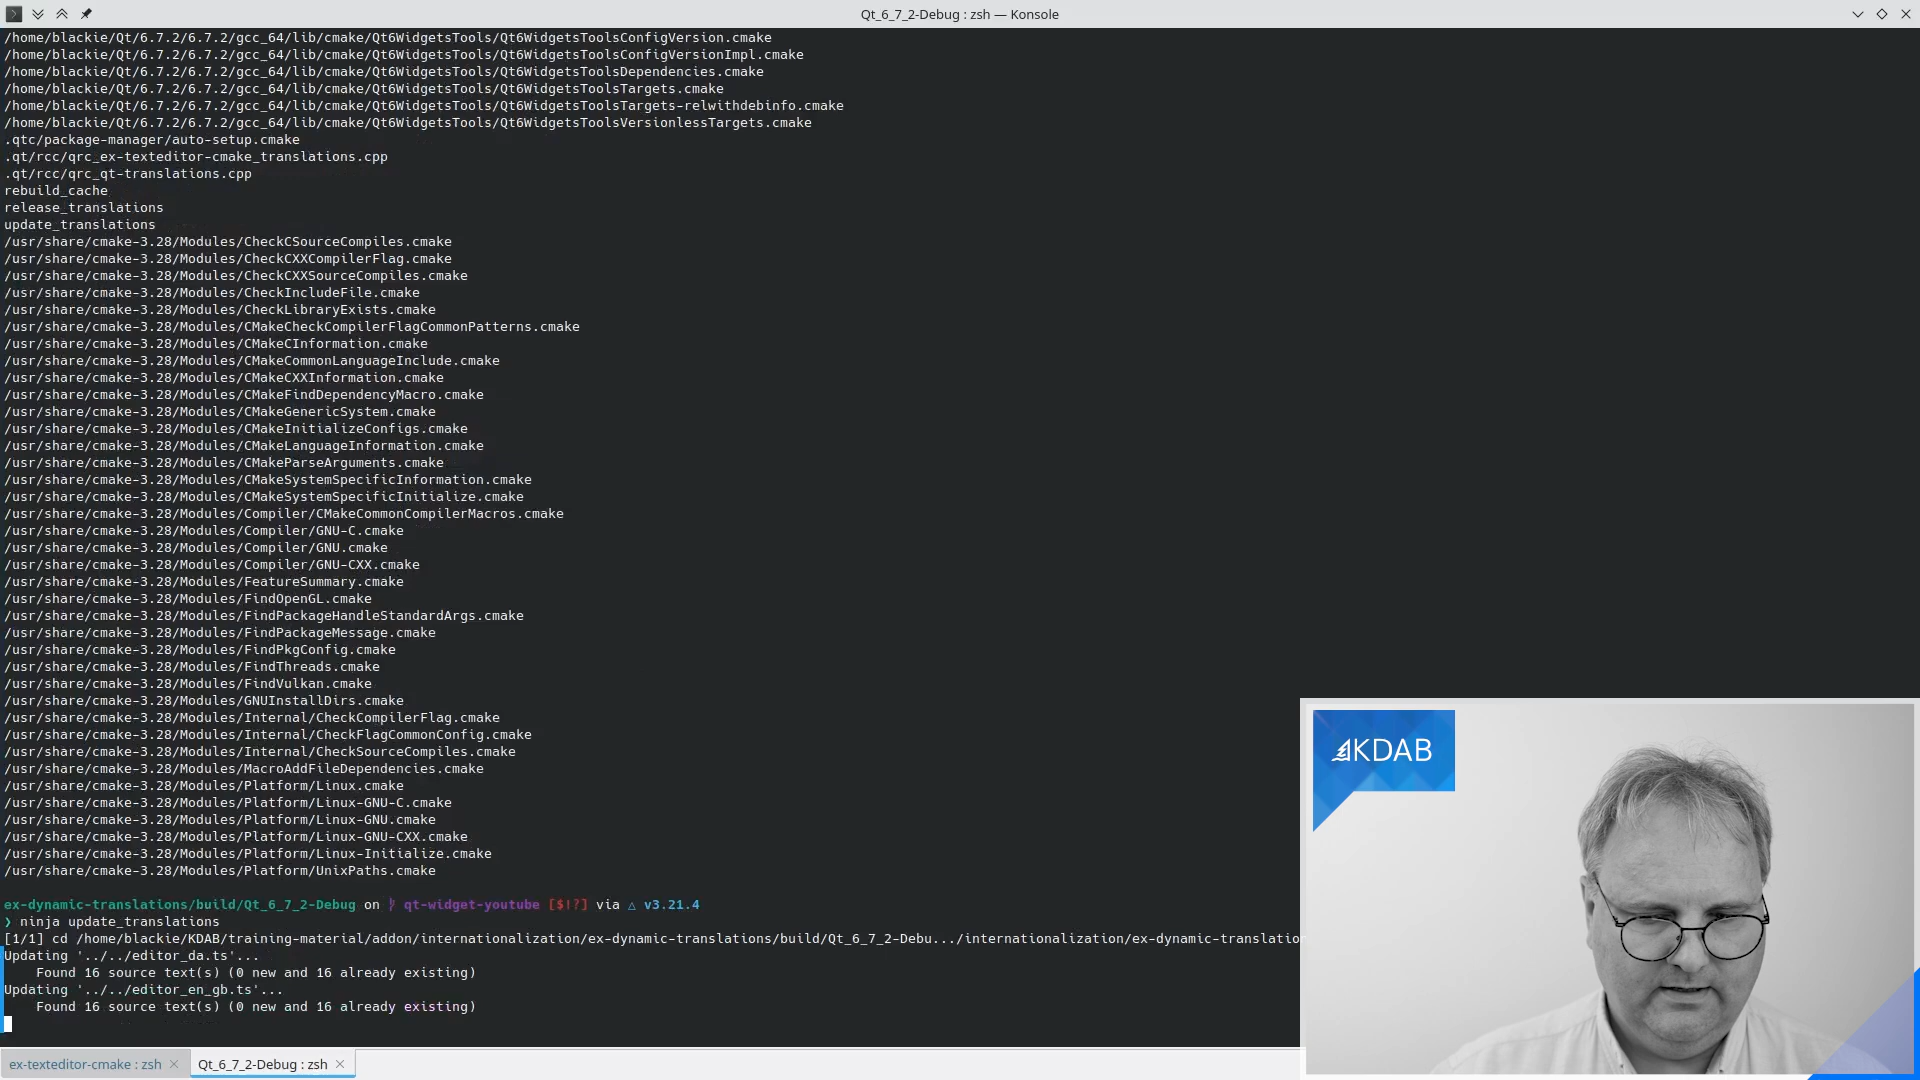 Qt_6_7_2-Debug : zsh — Konsole
/home/blackie/Qt/6.7.2/6.7.2/gcc_64/lib/cmake/Qt6WidgetsTools/Qt6WidgetsToolsConfigVersion.cmake
/home/blackie/Qt/6.7.2/6.7.2/gcc_64/lib/cmake/Qt6WidgetsTools/Qt6WidgetsToolsConfigVersionImpl.cmake
/home/blackie/Qt/6.7.2/6.7.2/gcc_64/lib/cmake/Qt6WidgetsTools/Qt6WidgetsToolsDependencies.cmake
/home/blackie/Qt/6.7.2/6.7.2/gcc_64/lib/cmake/Qt6WidgetsTools/Qt6WidgetsToolsTargets.cmake
/home/blackie/Qt/6.7.2/6.7.2/gcc_64/lib/cmake/Qt6WidgetsTools/Qt6WidgetsToolsTargets-relwithdebinfo.cmake
/home/blackie/Qt/6.7.2/6.7.2/gcc_64/lib/cmake/Qt6WidgetsTools/Qt6WidgetsToolsVersionlessTargets.cmake
.qtc/package-manager/auto-setup.cmake
.qt/rcc/qrc_ex-texteditor-cmake_translations.cpp
.qt/rcc/qrc_qt-translations.cpp
rebuild_cache
release_translations
update_translations
/usr/share/cmake-3.28/Modules/CheckCSourceCompiles.cmake
/usr/share/cmake-3.28/Modules/CheckCXXCompilerFlag.cmake
/usr/share/cmake-3.28/Modules/CheckCXXSourceCompiles.cmake
/usr/share/cmake-3.28/Modules/CheckIncludeFile.cmake
/usr/share/cmake-3.28/Modules/CheckLibraryExists.cmake
/usr/share/cmake-3.28/Modules/CMakeCheckCompilerFlagCommonPatterns.cmake
/usr/share/cmake-3.28/Modules/CMakeCInformation.cmake
/usr/share/cmake-3.28/Modules/CMakeCommonLanguageInclude.cmake
/usr/share/cmake-3.28/Modules/CMakeCXXInformation.cmake
/usr/share/cmake-3.28/Modules/CMakeFindDependencyMacro.cmake
/usr/share/cmake-3.28/Modules/CMakeGenericSystem.cmake
/usr/share/cmake-3.28/Modules/CMakeInitializeConfigs.cmake
/usr/share/cmake-3.28/Modules/CMakeLanguageInformation.cmake
/usr/share/cmake-3.28/Modules/CMakeParseArguments.cmake
/usr/share/cmake-3.28/Modules/CMakeSystemSpecificInformation.cmake
/usr/share/cmake-3.28/Modules/CMakeSystemSpecificInitialize.cmake
/usr/share/cmake-3.28/Modules/Compiler/CMakeCommonCompilerMacros.cmake
/usr/share/cmake-3.28/Modules/Compiler/GNU-C.cmake
/usr/share/cmake-3.28/Modules/Compiler/GNU.cmake
/usr/share/cmake-3.28/Modules/Compiler/GNU-CXX.cmake
/usr/share/cmake-3.28/Modules/FeatureSummary.cmake
/usr/share/cmake-3.28/Modules/FindOpenGL.cmake
/usr/share/cmake-3.28/Modules/FindPackageHandleStandardArgs.cmake
/usr/share/cmake-3.28/Modules/FindPackageMessage.cmake
/usr/share/cmake-3.28/Modules/FindPkgConfig.cmake
/usr/share/cmake-3.28/Modules/FindThreads.cmake
/usr/share/cmake-3.28/Modules/FindVulkan.cmake
/usr/share/cmake-3.28/Modules/GNUInstallDirs.cmake
/usr/share/cmake-3.28/Modules/Internal/CheckCompilerFlag.cmake
/usr/share/cmake-3.28/Modules/Internal/CheckFlagCommonConfig.cmake
/usr/share/cmake-3.28/Modules/Internal/CheckSourceCompiles.cmake
/usr/share/cmake-3.28/Modules/MacroAddFileDependencies.cmake
/usr/share/cmake-3.28/Modules/Platform/Linux.cmake
/usr/share/cmake-3.28/Modules/Platform/Linux-GNU-C.cmake
/usr/share/cmake-3.28/Modules/Platform/Linux-GNU.cmake
/usr/share/cmake-3.28/Modules/Platform/Linux-GNU-CXX.cmake
/usr/share/cmake-3.28/Modules/Platform/Linux-Initialize.cmake
/usr/share/cmake-3.28/Modules/Platform/UnixPaths.cmake
ex-dynamic-translations/build/Qt_6_7_2-Debug on qt-widget-youtube [$!?] via △ v3.21.4
❯ ninja update_translations
[1/1] cd /home/blackie/KDAB/training-material/addon/internationalization/ex-dynamic-translations/build/Qt_6_7_2-Debu.../internationalization/ex-dynamic-translatio
Updating '../../editor_da.ts'...
Found 16 source text(s) (0 new and 16 already existing)
Updating '../../editor_en_gb.ts'...
Found 16 source text(s) (0 new and 16 already existing)
KDAB
ex-texteditor-cmake : zsh
Qt_6_7_2-Debug : zsh